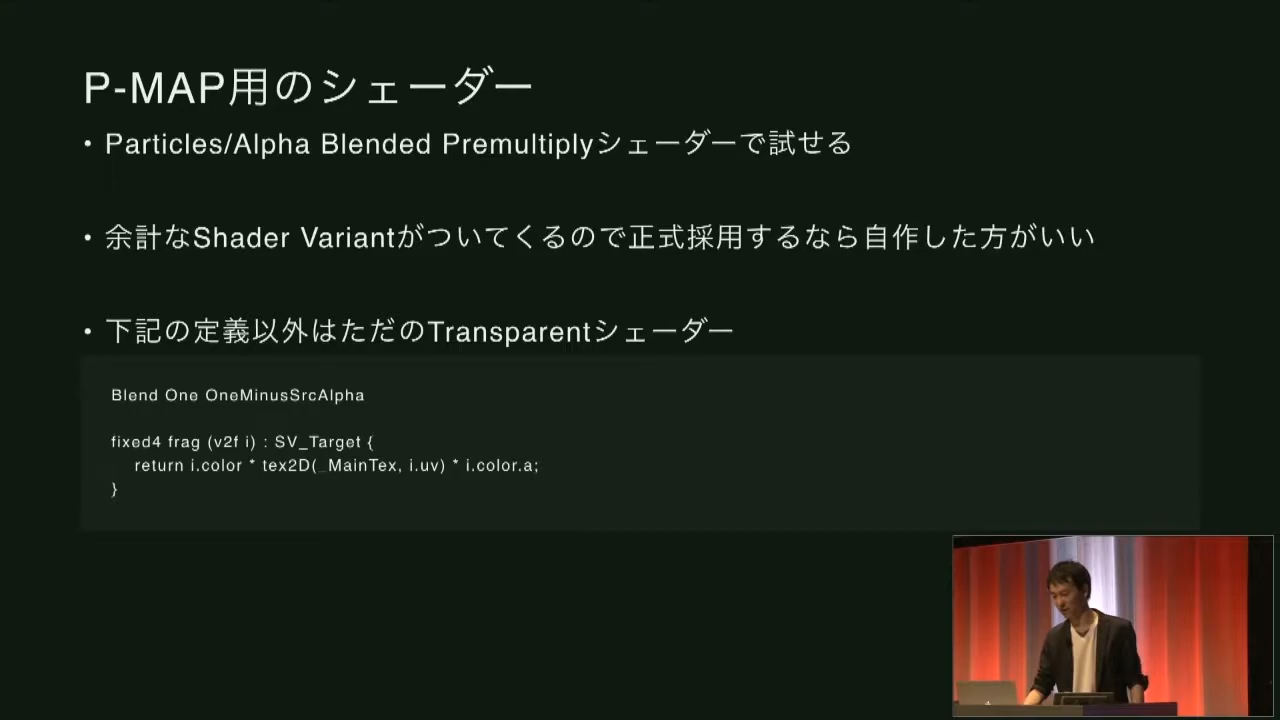 P-MAP用のシェーダー
・Particles/Alpha Blended Premultiplyシェーダーで試せる
・余計なShader Variantがついてくるので正式採用するなら自作した方がいい
・下記の定義以外はただのTransparentシェーダー
Blend One OneMinusSrcAlpha
fixed4 frag (v2f i) : SV_Target {
return i.color * tex2D(_MainTex, i.uv) * i.color.a;
}